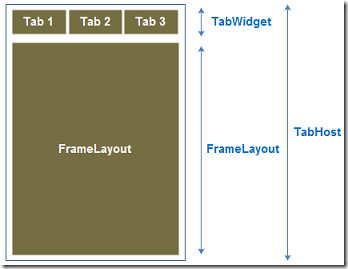 Tab 1 Tab 2 Tab 3
TabWidget
FrameLayout
FrameLayout
TabHost